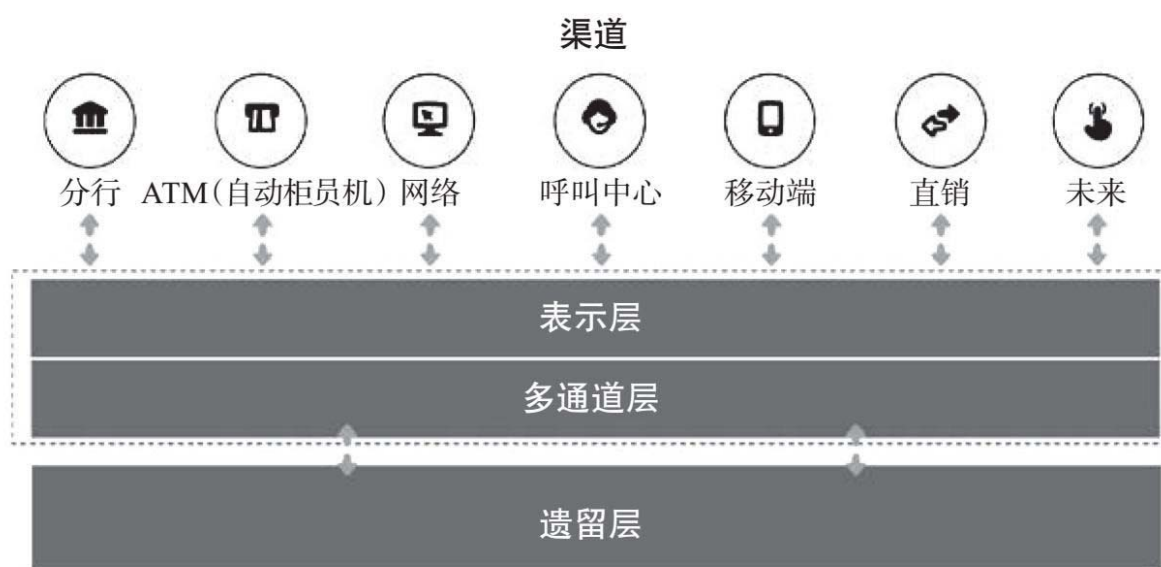 渠道
分行 ATM(自动柜员机) 网络 呼叫中心 移动端 直销 未来
表示层
多通道层
遗留层